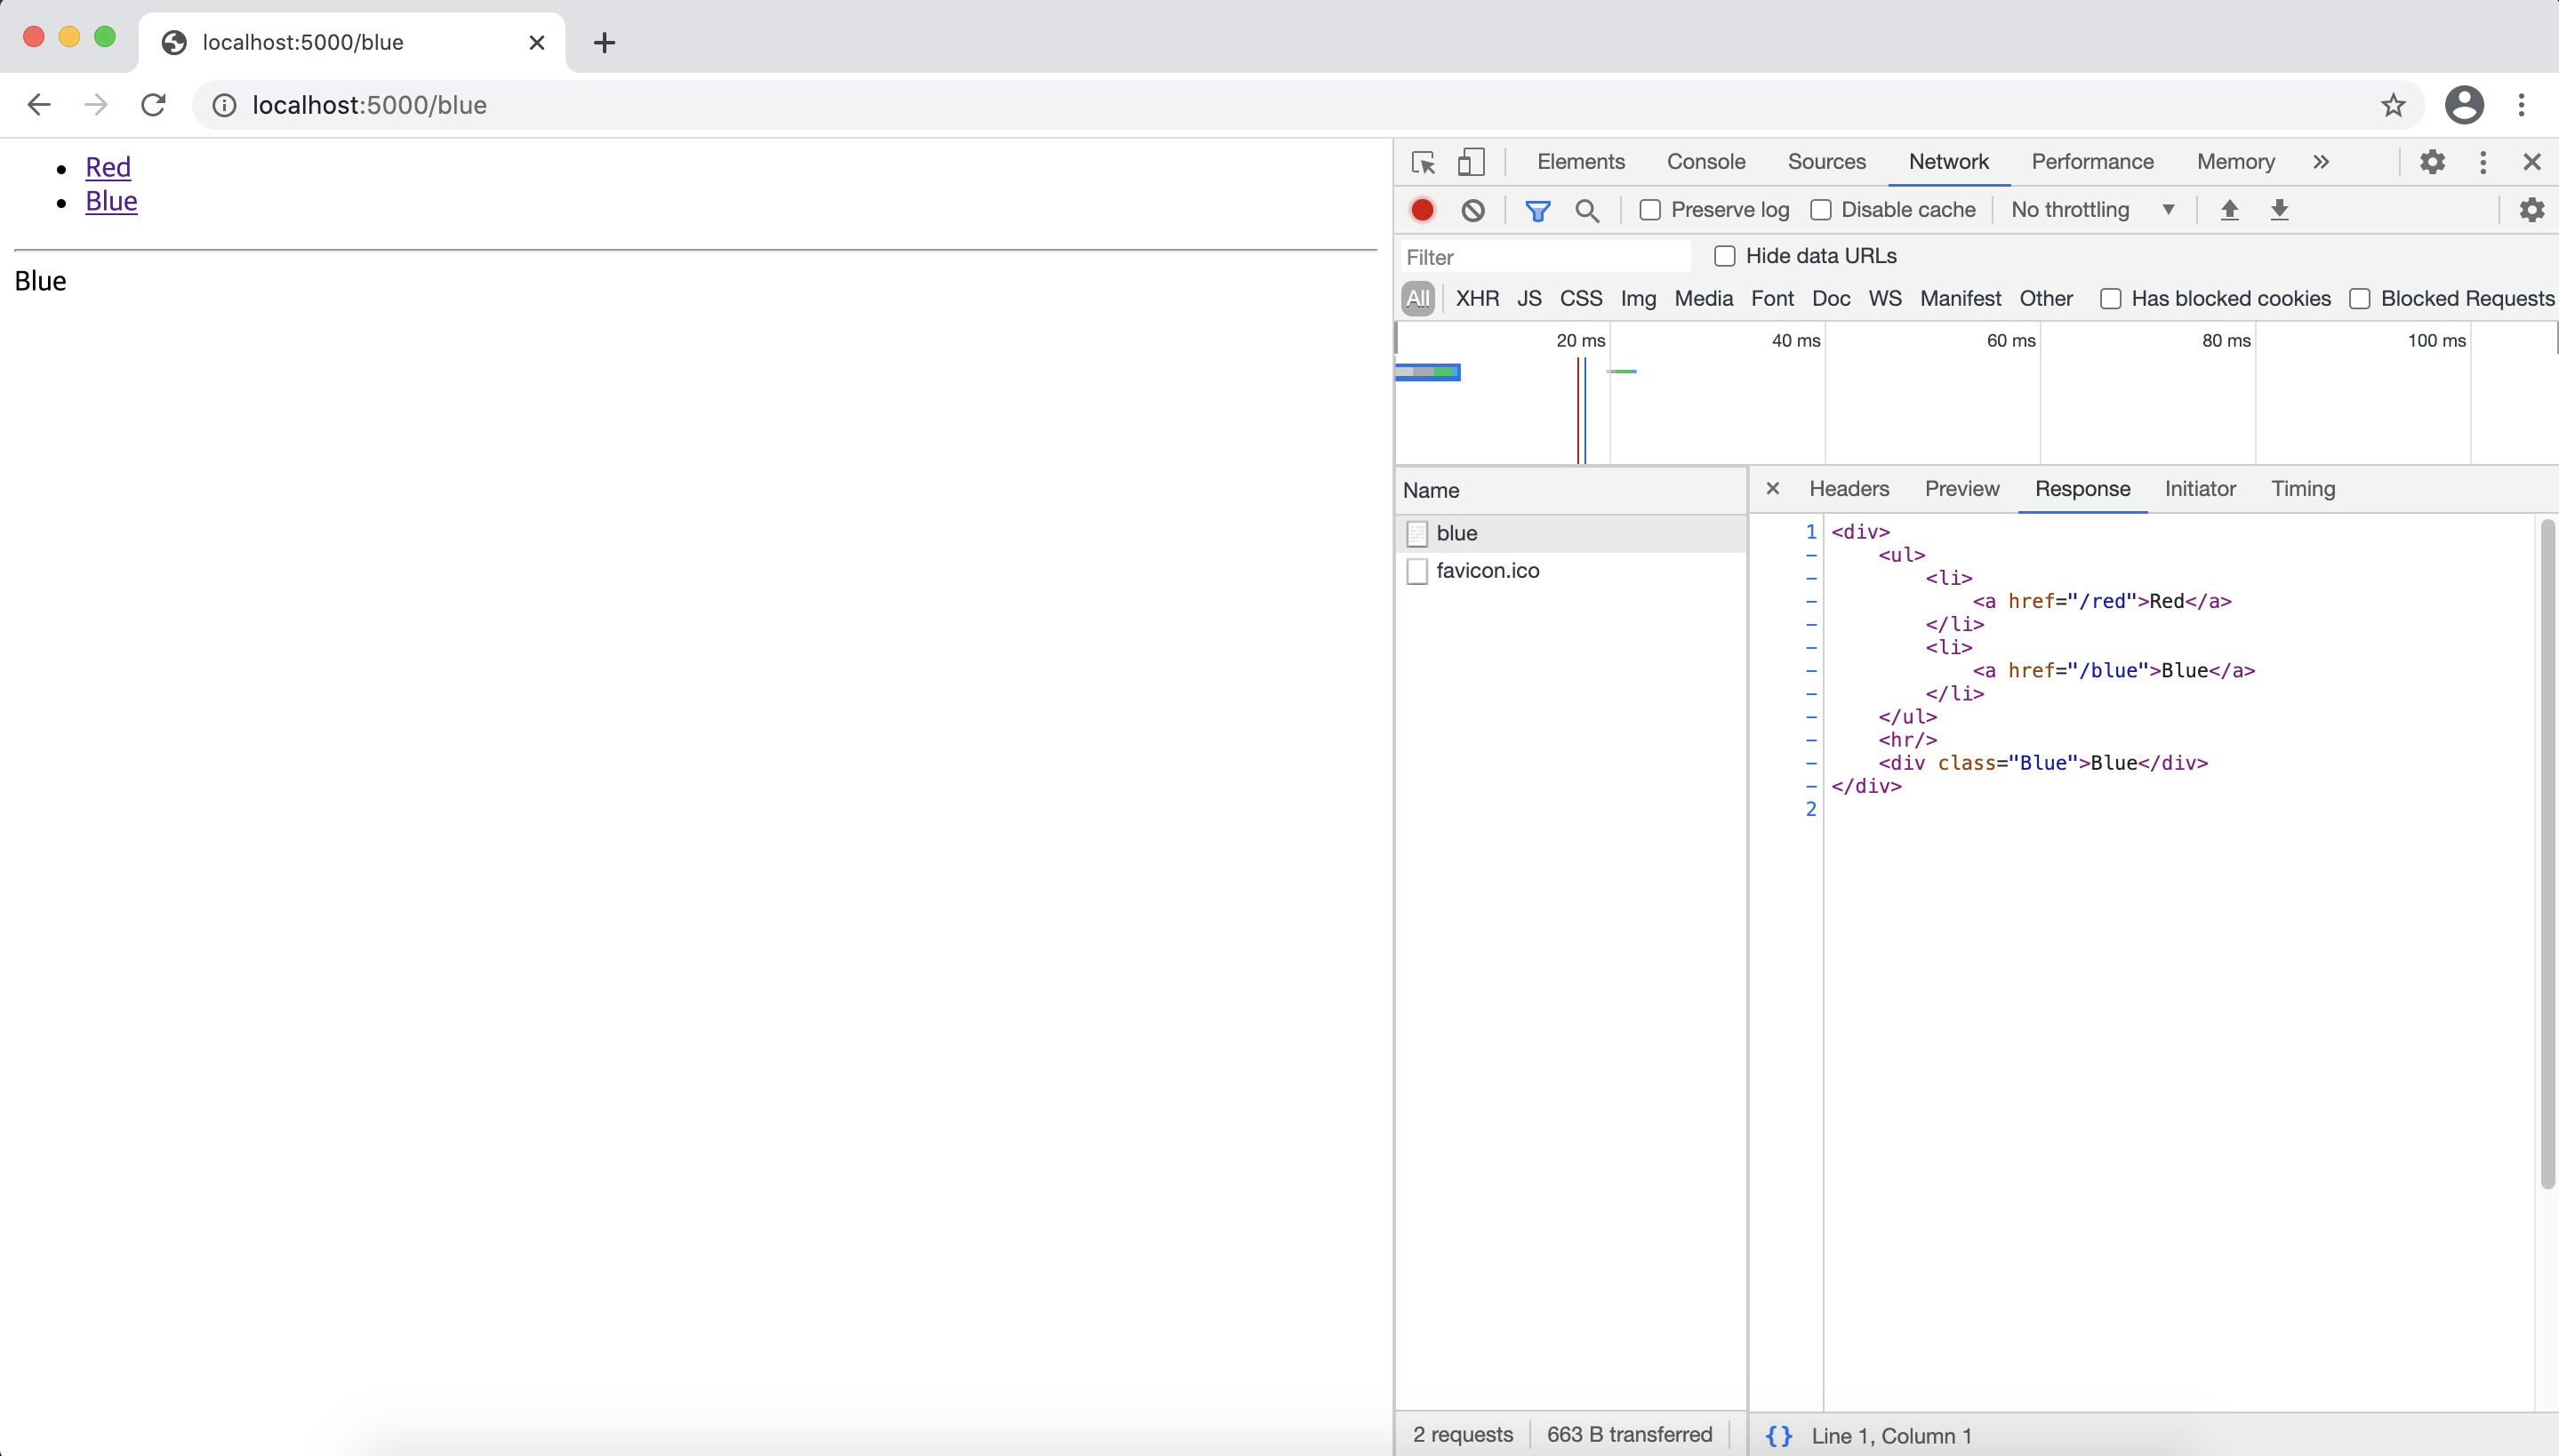 localhost:5000/blue
localhost:5000/blue
Red
Blue
Blue
Elements Console Sources Network Performance Memory
Preserve log Disable cache No throttling
Filter Hide data URLs
All XHR JS CSS Img Media Font Doc WS Manifest Other Has blocked cookies Blocked Requests
20 ms 40 ms 60 ms 80 ms 100 ms
Name
blue
favicon.ico
2 requests 663 B transferred
Headers Preview Response Initiator Timing
1 <div>
– <ul>
– <li>
– <a href="/red">Red</a>
– </li>
– <li>
– <a href="/blue">Blue</a>
– </li>
– </ul>
– <hr/>
– <div class="Blue">Blue</div>
– </div>
2
{} Line 1, Column 1